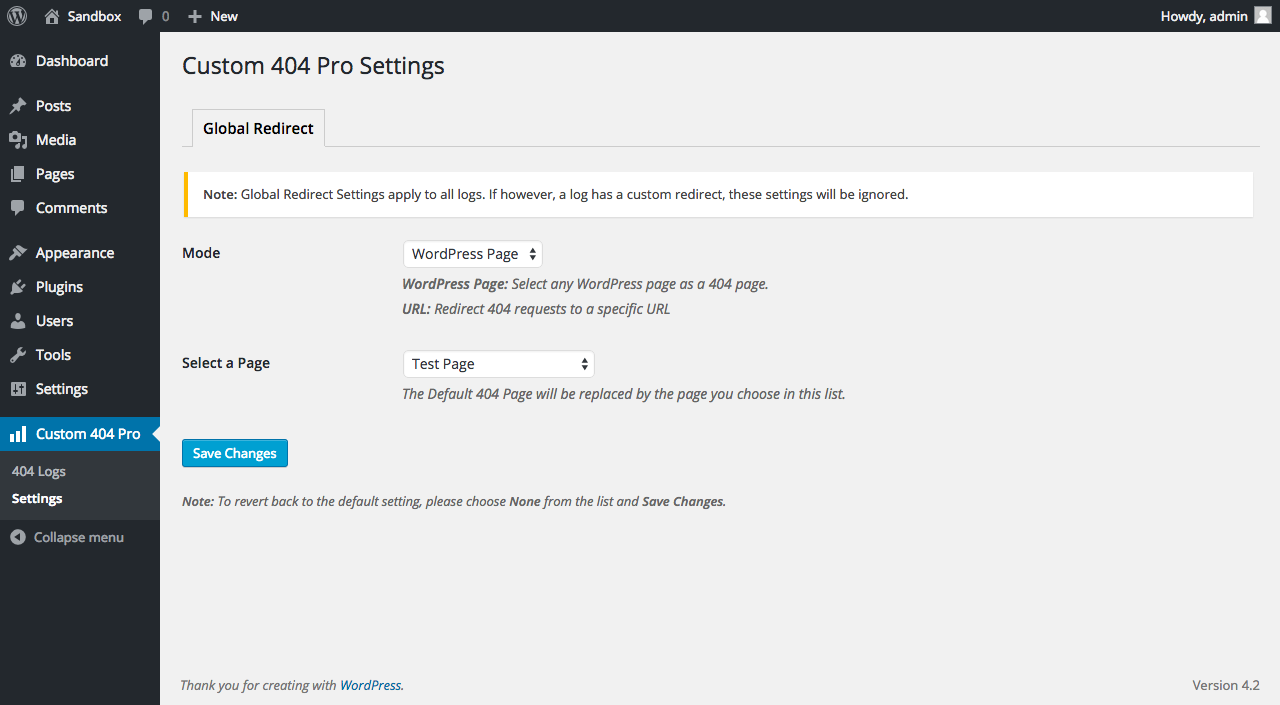 Sandbox 0 New Howdy, admin
Dashboard
Posts
Media
Pages
Comments
Appearance
Plugins
Users
Tools
Settings
Custom 404 Pro
404 Logs
Settings
Collapse menu
Custom 404 Pro Settings
Global Redirect
Note: Global Redirect Settings apply to all logs. If however, a log has a custom redirect, these settings will be ignored.
Mode WordPress Page
WordPress Page: Select any WordPress page as a 404 page.
URL: Redirect 404 requests to a specific URL
Select a Page Test Page
The Default 404 Page will be replaced by the page you choose in this list.
Save Changes
Note: To revert back to the default setting, please choose None from the list and Save Changes.
Thank you for creating with WordPress. Version 4.2